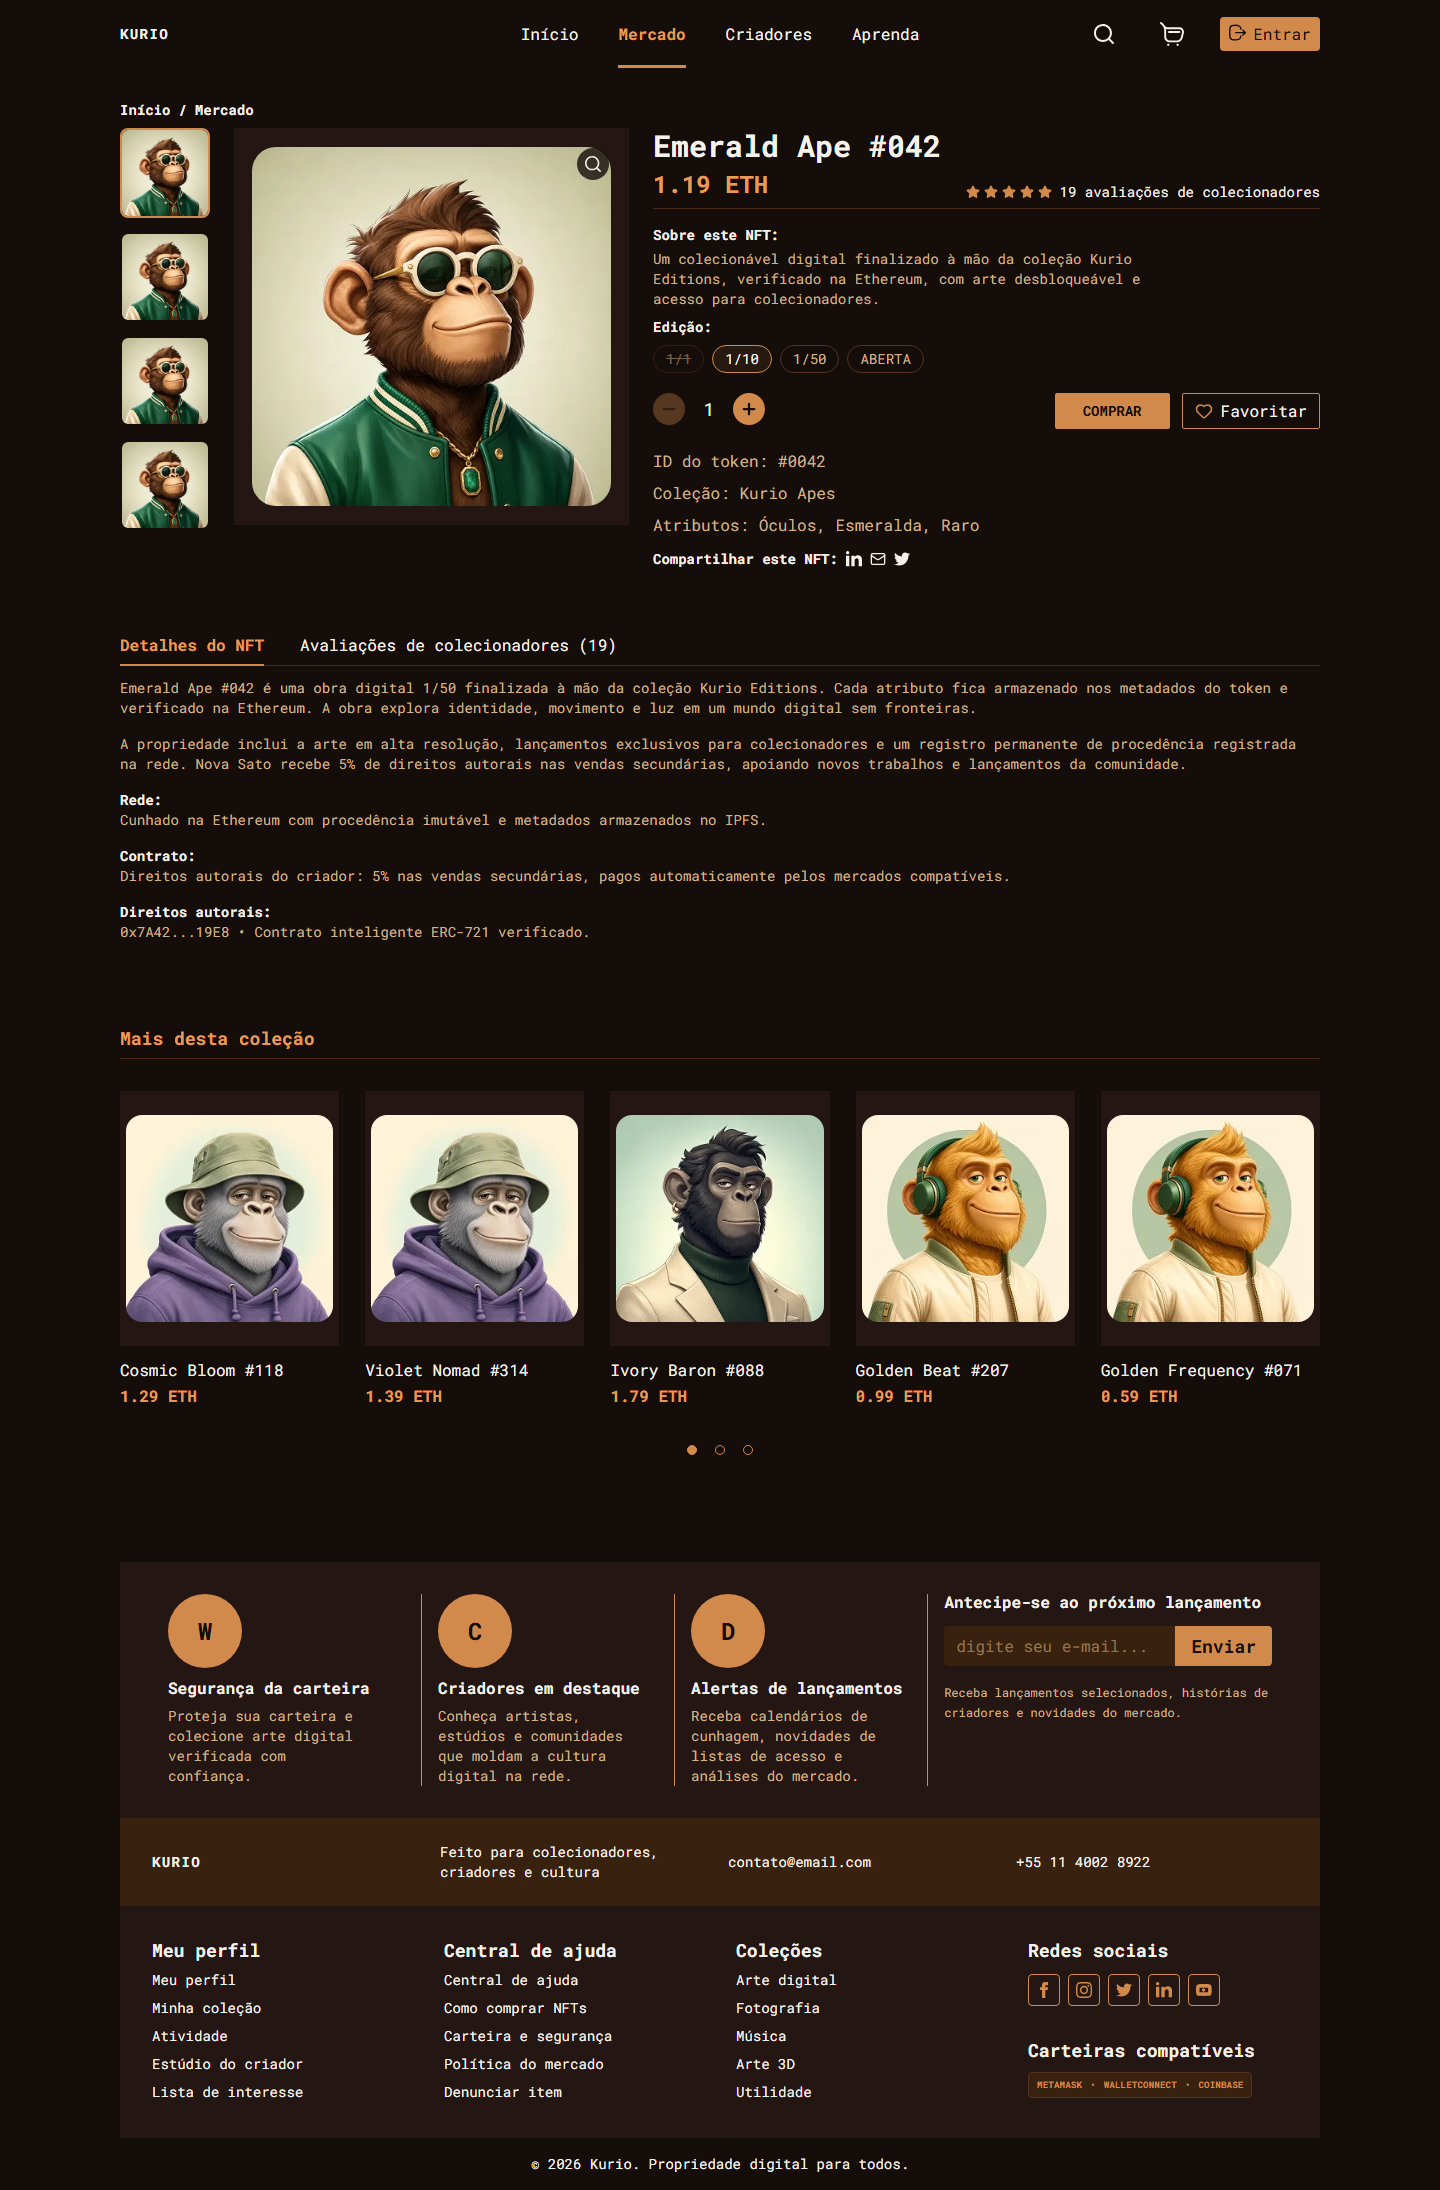 KURIO
Início
Mercado
Criadores
Aprenda
Entrar
Início / Mercado
Emerald Ape #042
1.19 ETH
19 avaliações de colecionadores
Sobre este NFT:
Um colecionável digital finalizado à mão da coleção Kurio
Editions, verificado na Ethereum, com arte desbloqueável e
acesso para colecionadores.
Edição:
1/1
1/10
1/50
ABERTA
1
COMPRAR
Favoritar
ID do token: #0042
Coleção: Kurio Apes
Atributos: Óculos, Esmeralda, Raro
Compartilhar este NFT:
Detalhes do NFT
Avaliações de colecionadores (19)
Emerald Ape #042 é uma obra digital 1/50 finalizada à mão da coleção Kurio Editions. Cada atributo fica armazenado nos metadados do token e
verificado na Ethereum. A obra explora identidade, movimento e luz em um mundo digital sem fronteiras.
A propriedade inclui a arte em alta resolução, lançamentos exclusivos para colecionadores e um registro permanente de procedência registrada
na rede. Nova Sato recebe 5% de direitos autorais nas vendas secundárias, apoiando novos trabalhos e lançamentos da comunidade.
Rede:
Cunhado na Ethereum com procedência imutável e metadados armazenados no IPFS.
Contrato:
Direitos autorais do criador: 5% nas vendas secundárias, pagos automaticamente pelos mercados compatíveis.
Direitos autorais:
0x7A42...19E8 • Contrato inteligente ERC-721 verificado.
Mais desta coleção
Cosmic Bloom #118
1.29 ETH
Violet Nomad #314
1.39 ETH
Ivory Baron #088
1.79 ETH
Golden Beat #207
0.99 ETH
Golden Frequency #071
0.59 ETH
W
Segurança da carteira
Proteja sua carteira e
colecione arte digital
verificada com
confiança.
C
Criadores em destaque
Conheça artistas,
estúdios e comunidades
que moldam a cultura
digital na rede.
D
Alertas de lançamentos
Receba calendários de
cunhagem, novidades de
listas de acesso e
análises do mercado.
Antecipe-se ao próximo lançamento
digite seu e-mail...
Enviar
Receba lançamentos selecionados, histórias de
criadores e novidades do mercado.
KURIO
Feito para colecionadores,
criadores e cultura
contato@email.com
+55 11 4002 8922
Meu perfil
Meu perfil
Minha coleção
Atividade
Estúdio do criador
Lista de interesse
Central de ajuda
Central de ajuda
Como comprar NFTs
Carteira e segurança
Política do mercado
Denunciar item
Coleções
Arte digital
Fotografia
Música
Arte 3D
Utilidade
Redes sociais
Carteiras compatíveis
METAMASK • WALLETCONNECT • COINBASE
© 2026 Kurio. Propriedade digital para todos.